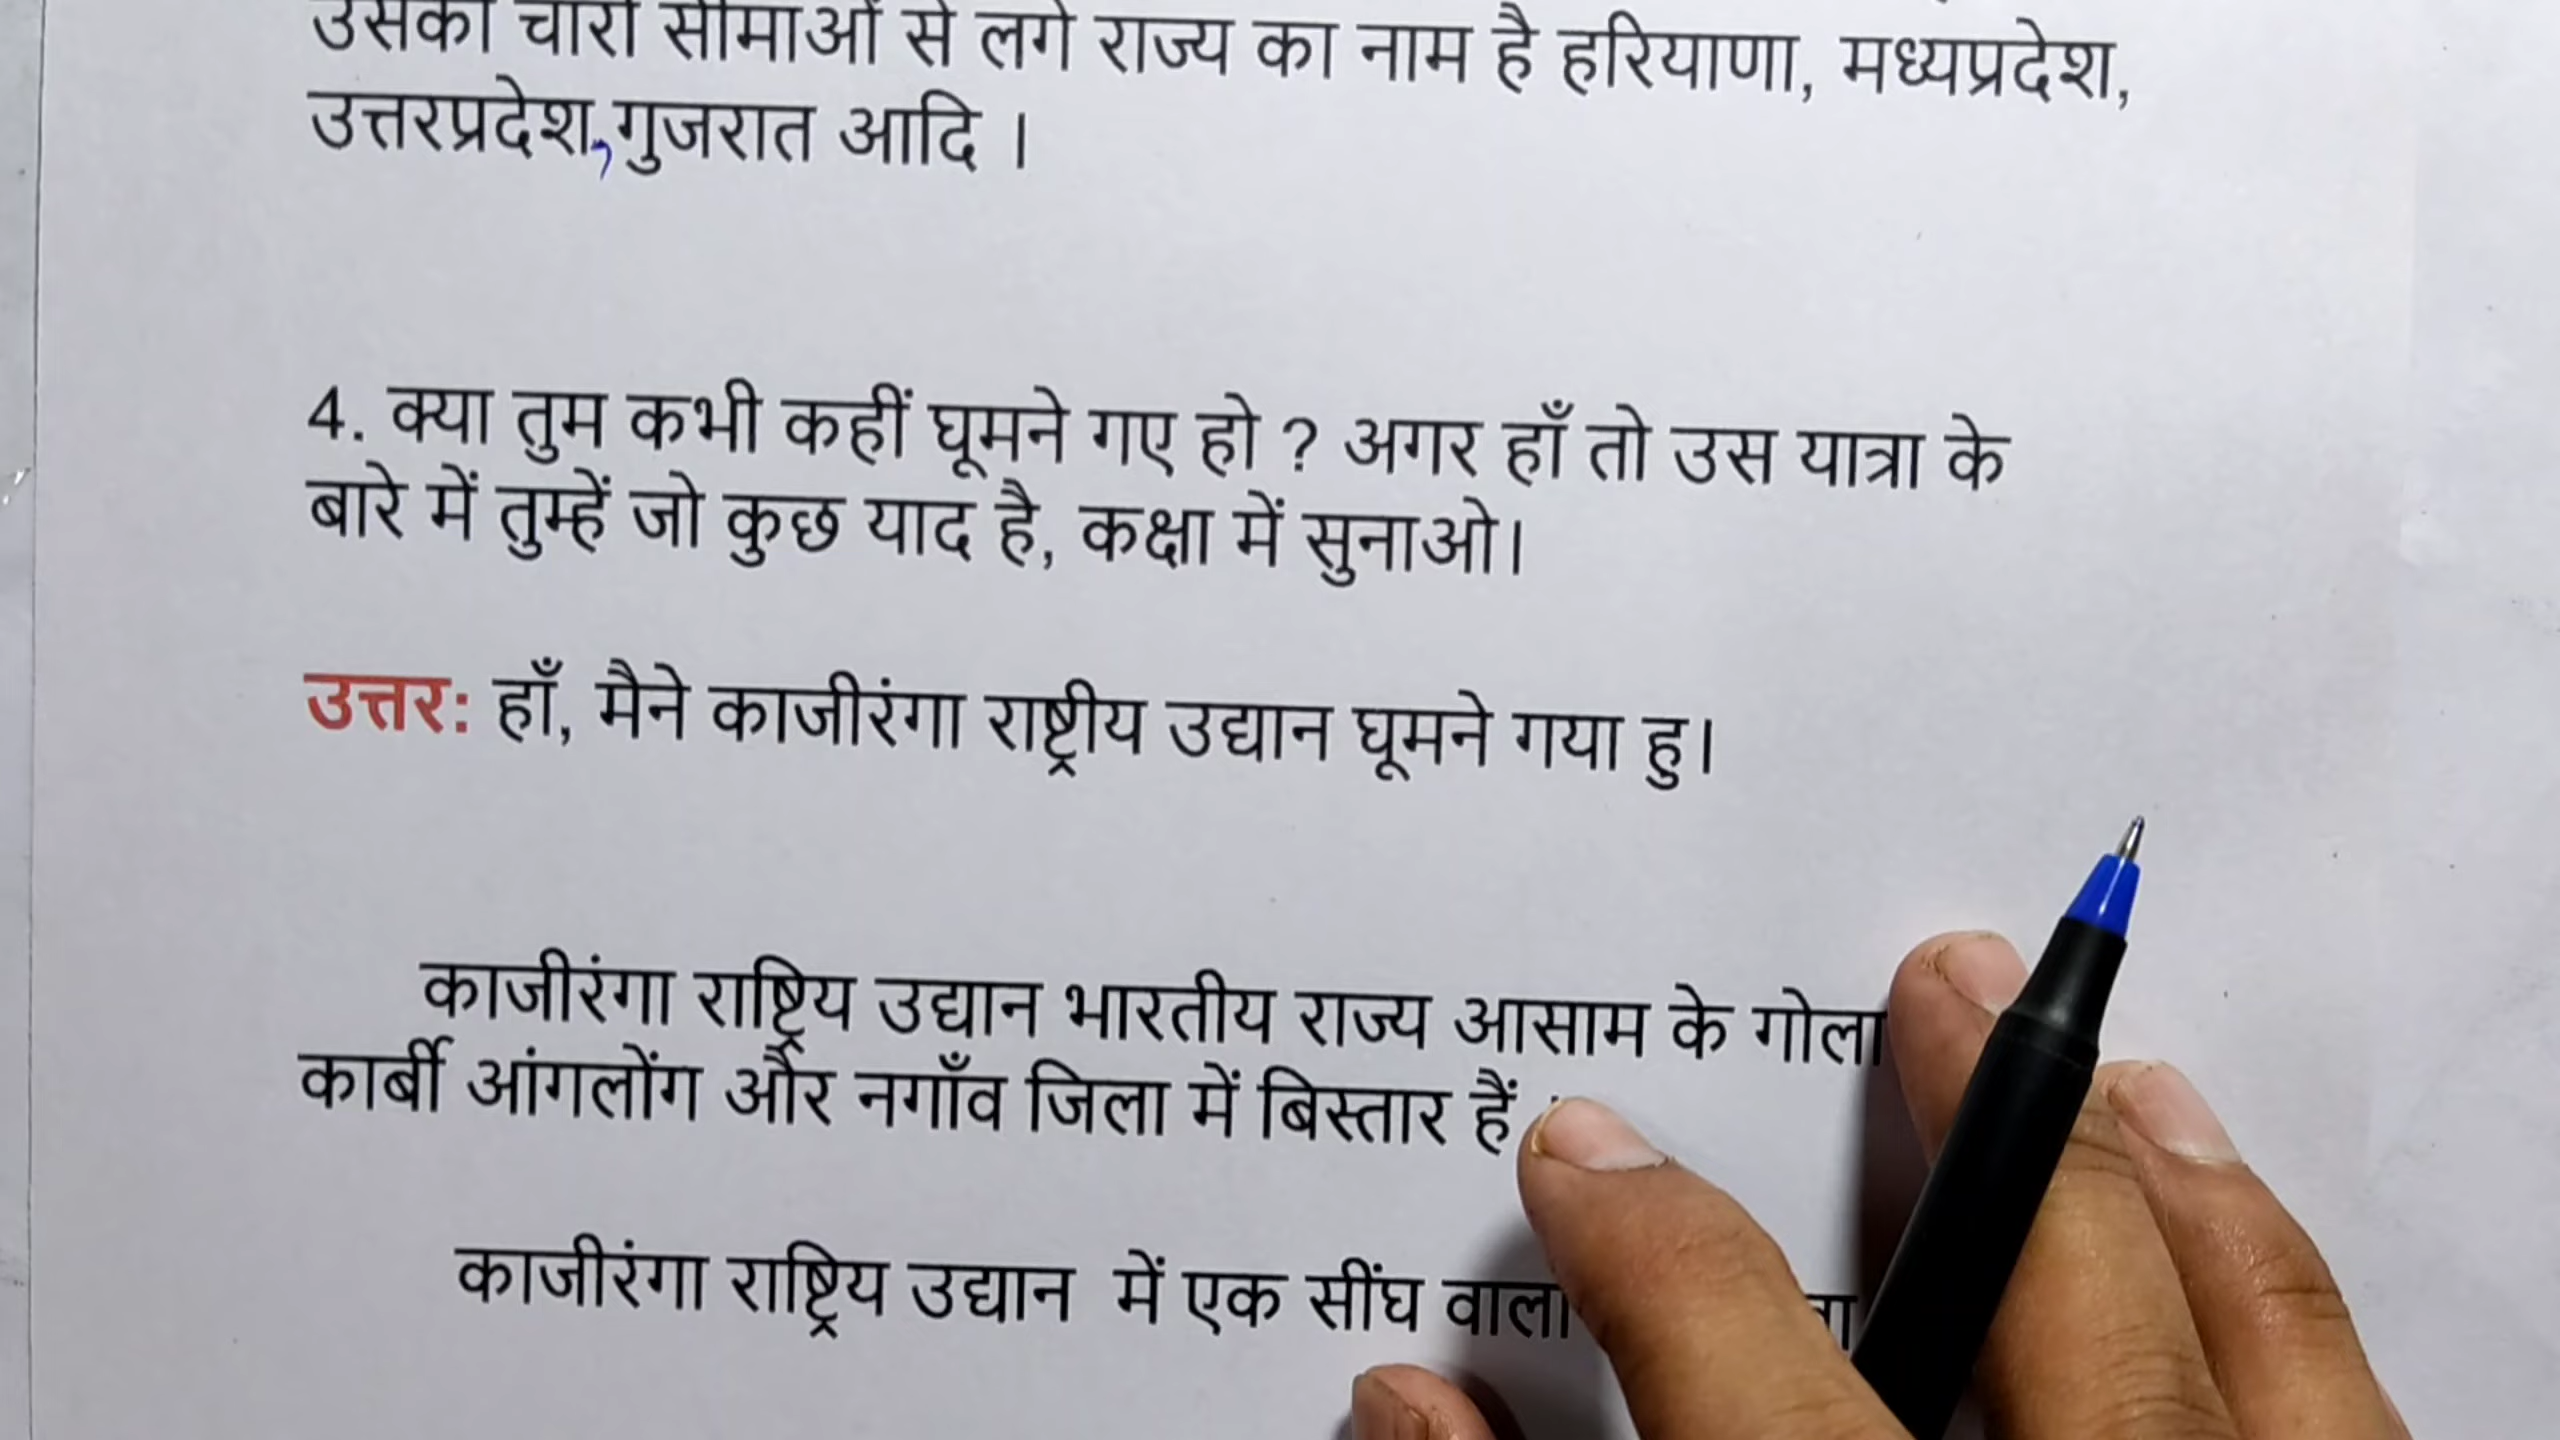 उसकी चारों सीमाओं से लगे राज्य का नाम है हरियाणा, मध्यप्रदेश,
उत्तरप्रदेश,गुजरात आदि ।
4. क्या तुम कभी कहीं घूमने गए हो ? अगर हाँ तो उस यात्रा के
बारे में तुम्हें जो कुछ याद है, कक्षा में सुनाओ।
उत्तर: हाँ, मैने काजीरंगा राष्ट्रीय उद्यान घूमने गया हु।
काजीरंगा राष्ट्रिय उद्यान भारतीय राज्य आसाम के गोला
कार्बी आंगलोंग और नगाँव जिला में बिस्तार हैं
काजीरंगा राष्ट्रिय उद्यान में एक सींघ वाला